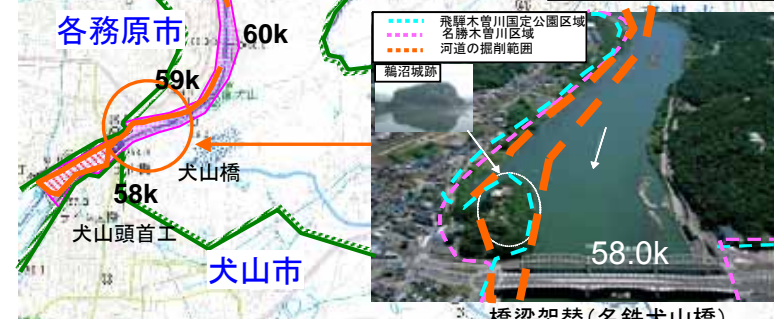 各務原市
60k
59k
58k
犬山橋
犬山頭首工
犬山市
飛騨木曽川国定公園区域
名勝木曽川区域
河道の掘削範囲
鵜沼城跡
58.0k
橋梁架替(名鉄犬山橋)